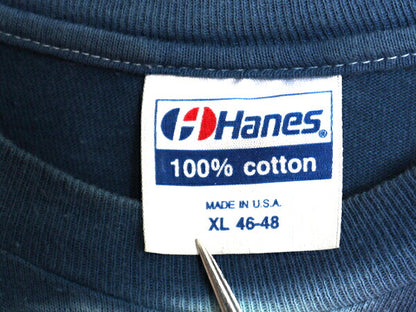 Hanes®
100% cotton
MADE IN U.S.A.
XL 46-48